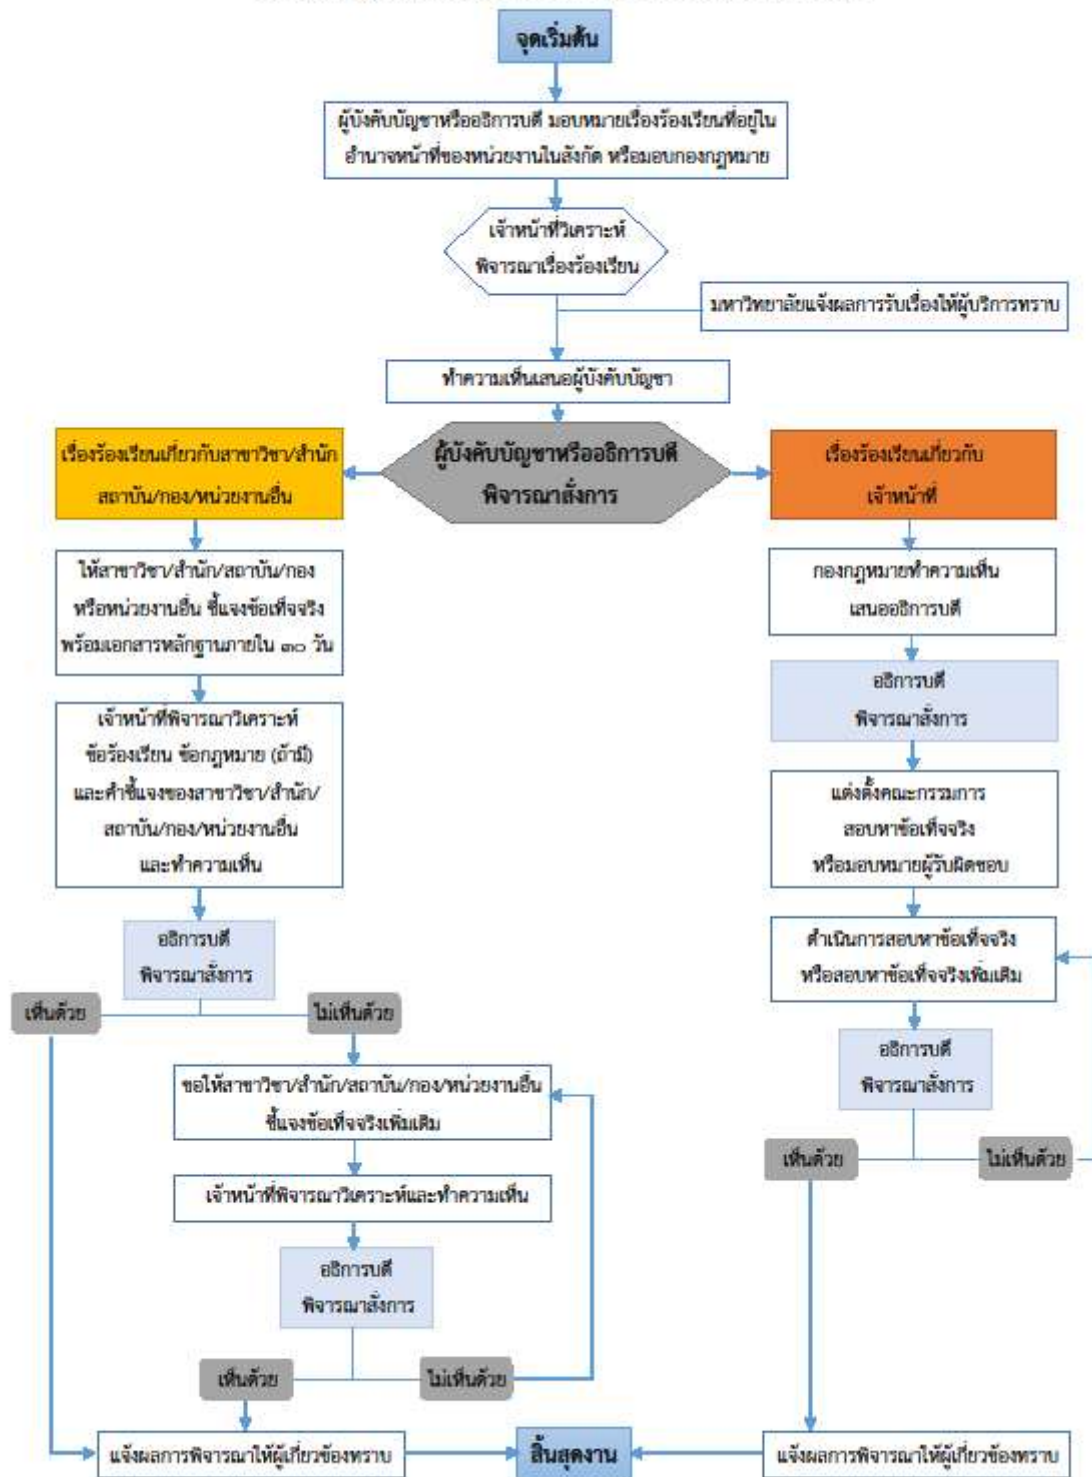 จุดเริ่มต้น
ผู้บังคับบัญชาหรืออธิการบดี มอบหมายเรื่องร้องเรียนที่อยู่ใน
อำนาจหน้าที่ของหน่วยงานในสังกัด หรือมอบกองกฎหมาย
เจ้าหน้าที่วิเคราะห์
พิจารณาเรื่องร้องเรียน
มหาวิทยาลัยแจ้งผลการรับเรื่องให้ผู้บริการทราบ
ทำความเห็นเสนอผู้บังคับบัญชา
ผู้บังคับบัญชาหรืออธิการบดี
พิจารณาสั่งการ
เรื่องร้องเรียนเกี่ยวกับสาขาวิชา/สำนัก
สถาบัน/กอง/หน่วยงานอื่น
ให้สาขาวิชา/สำนัก/สถาบัน/กอง
หรือหน่วยงานอื่น ชี้แจงข้อเท็จจริง
พร้อมเอกสารหลักฐานภายใน ๓๐ วัน
เจ้าหน้าที่พิจารณาวิเคราะห์
ข้อร้องเรียน ข้อกฎหมาย (ถ้ามี)
และคำชี้แจงของสาขาวิชา/สำนัก/
สถาบัน/กอง/หน่วยงานอื่น
และทำความเห็น
อธิการบดี
พิจารณาสั่งการ
เห็นด้วย
ไม่เห็นด้วย
ขอให้สาขาวิชา/สำนัก/สถาบัน/กอง/หน่วยงานอื่น
ชี้แจงข้อเท็จจริงเพิ่มเติม
เจ้าหน้าที่พิจารณาวิเคราะห์และทำความเห็น
อธิการบดี
พิจารณาสั่งการ
เห็นด้วย
ไม่เห็นด้วย
แจ้งผลการพิจารณาให้ผู้เกี่ยวข้องทราบ
เรื่องร้องเรียนเกี่ยวกับ
เจ้าหน้าที่
กองกฎหมายทำความเห็น
เสนออธิการบดี
อธิการบดี
พิจารณาสั่งการ
แต่งตั้งคณะกรรมการ
สอบหาข้อเท็จจริง
หรือมอบหมายผู้รับผิดชอบ
ดำเนินการสอบหาข้อเท็จจริง
หรือสอบหาข้อเท็จจริงเพิ่มเติม
อธิการบดี
พิจารณาสั่งการ
เห็นด้วย
ไม่เห็นด้วย
แจ้งผลการพิจารณาให้ผู้เกี่ยวข้องทราบ
สิ้นสุดงาน